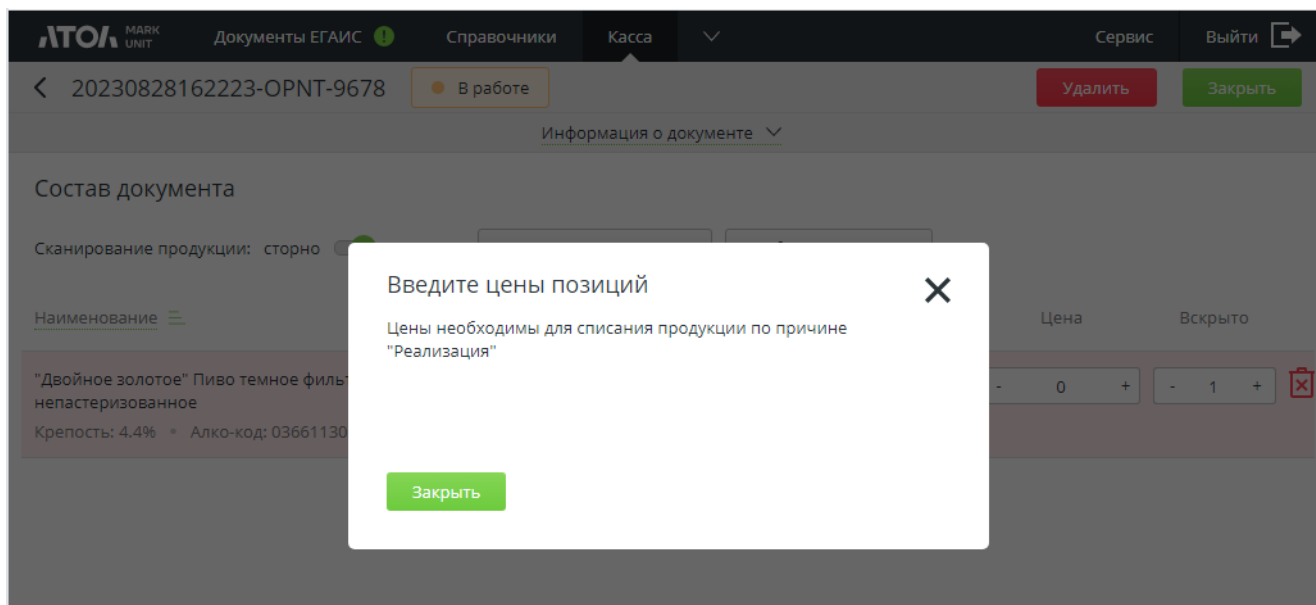 АТОЛ MARK UNIT Документы ЕГАИС ! Справочники Касса Сервис Выйти
20230828162223-OPNT-9678 В работе Удалить Закрыть
Информация о документе
Состав документа
Сканирование продукции: сторно
Введите цены позиций
Цены необходимы для списания продукции по причине
"Реализация"
Закрыть
Наименование Цена Вскрыто
"Двойное золотое" Пиво темное - 0 + - 1 +
непастеризованное
Крепость: 4.4% • Алко-код: 03661130